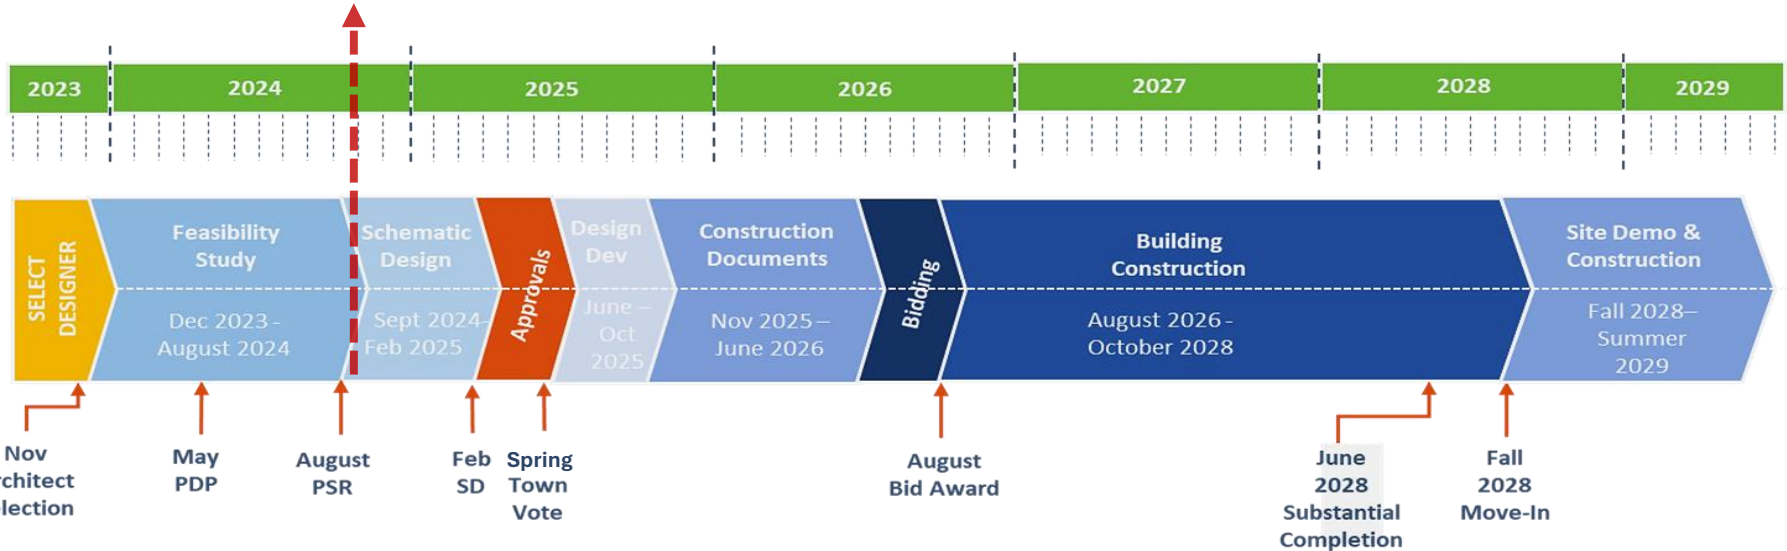 2023
2024
2025
2026
2027
2028
2029
SELECT
DESIGNER
Feasibility
Study
Dec 2023 -
August 2024
Schematic
Design
Sept 2024-
Feb 2025
Approvals
Design
Dev
June –
Oct
2025
Construction
Documents
Nov 2025 –
June 2026
Bidding
Building
Construction
August 2026 -
October 2028
Site Demo &
Construction
Fall 2028–
Summer
2029
Nov
rchitect
lection
May
PDP
August
PSR
Feb
SD
Spring
Town
Vote
August
Bid Award
June
2028
Substantial
Completion
Fall
2028
Move-In